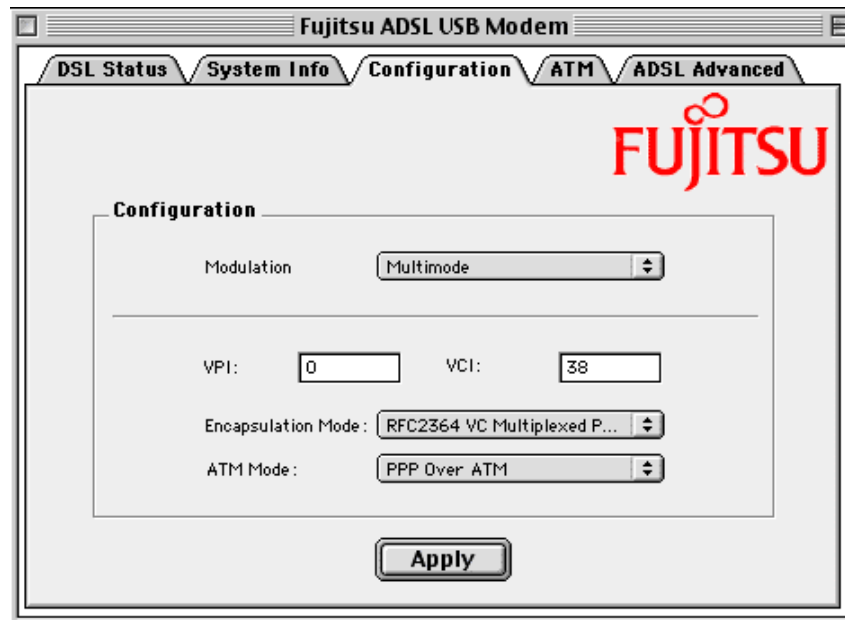 Fujitsu ADSL USB Modem
DSL Status System Info Configuration ATM ADSL Advanced
FUJITSU
Configuration
Modulation Multimode
VPI: 0 VCI: 38
Encapsulation Mode: RFC2364 VC Multiplexed P...
ATM Mode: PPP Over ATM
Apply